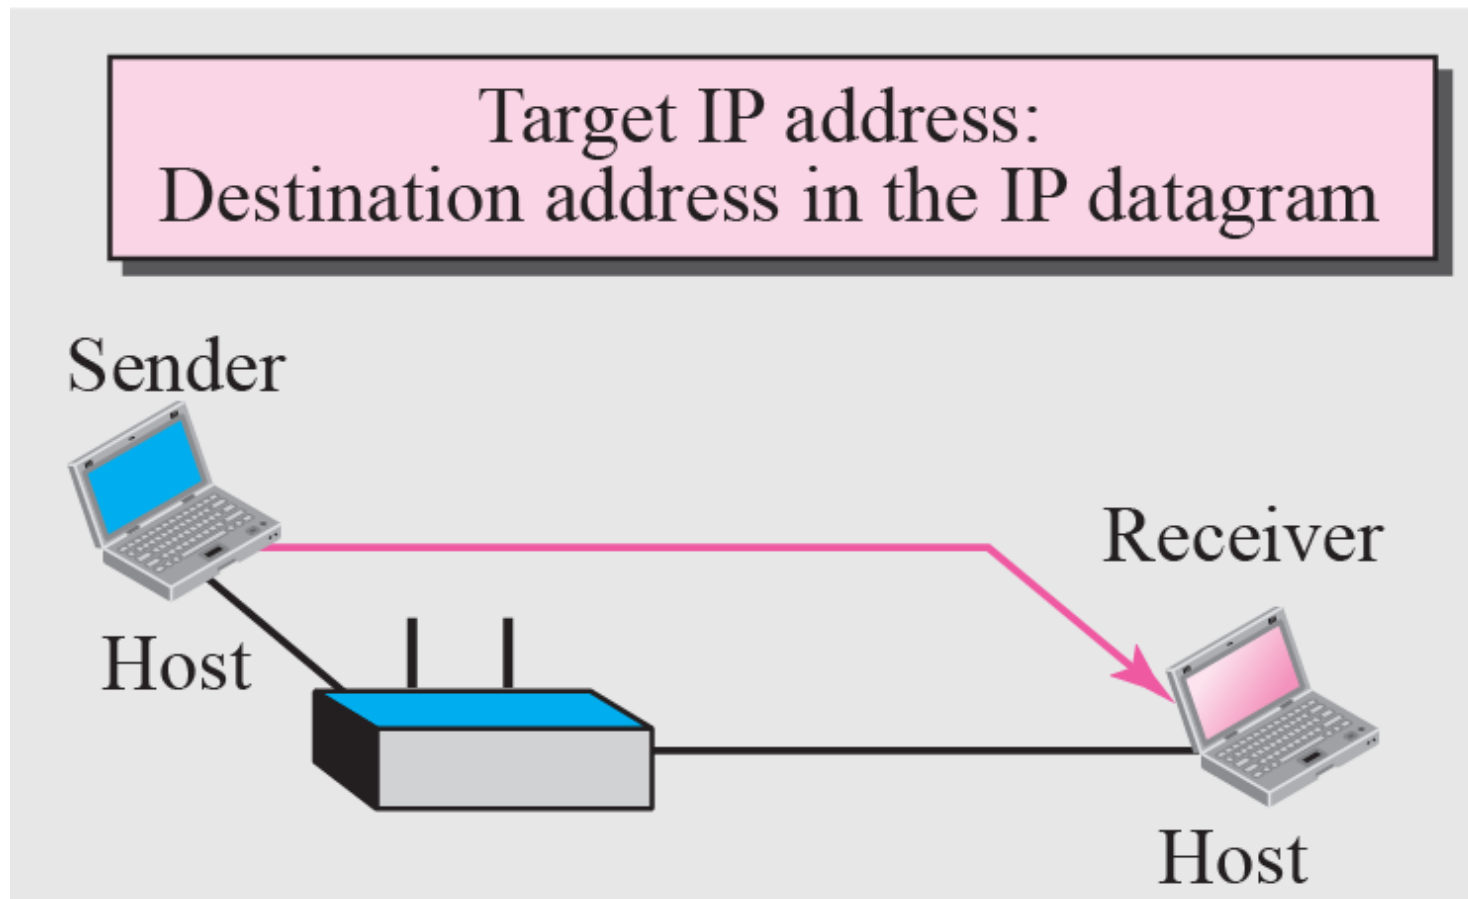 Target IP address:
Destination address in the IP datagram
Sender
Receiver
Host
Host